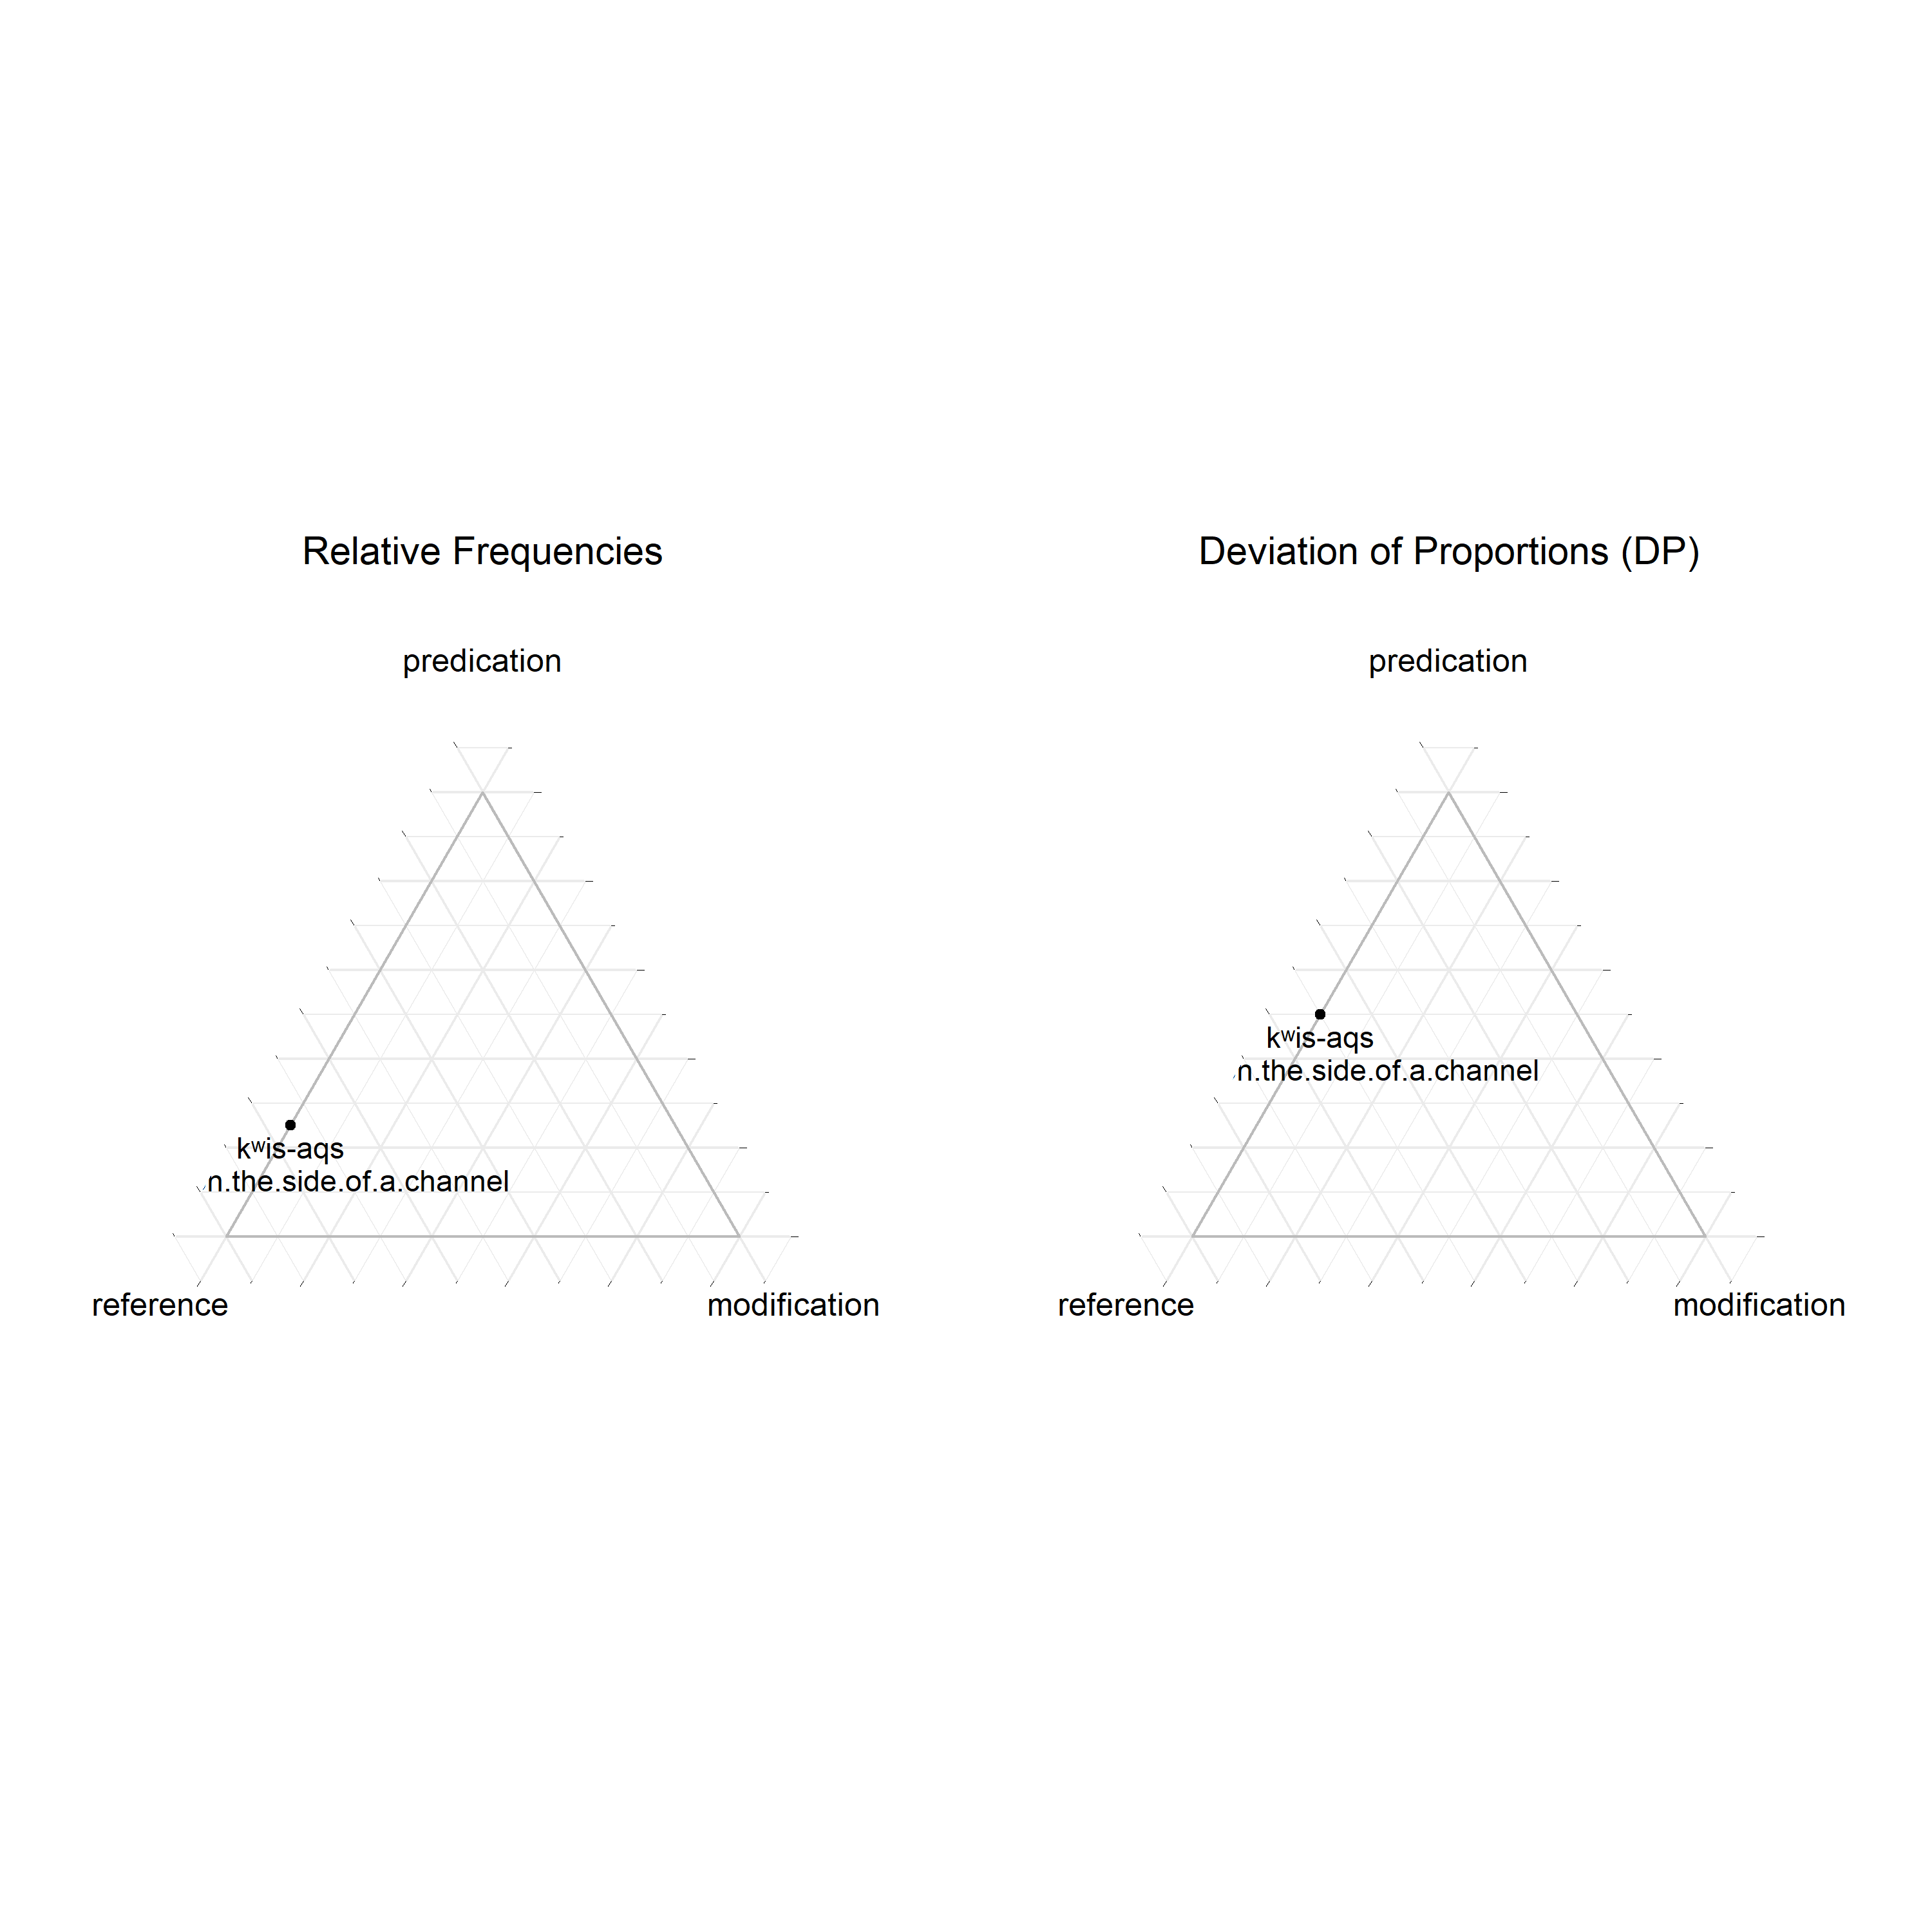 Relative Frequencies
predication
kʷis-aqs
n.the.side.of.a.channel
reference
modification
Deviation of Proportions (DP)
predication
kʷis-aqs
n.the.side.of.a.channel
reference
modification